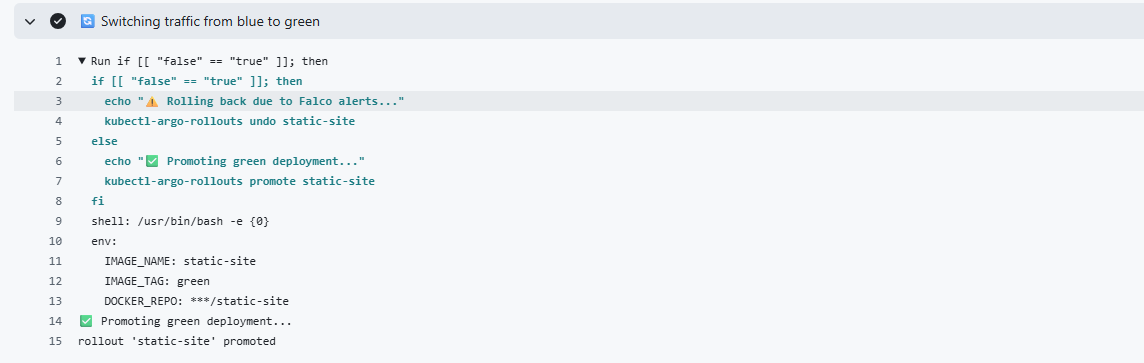 🔄 Switching traffic from blue to green
1 ▼ Run if [[ "false" == "true" ]]; then
2 if [[ "false" == "true" ]]; then
3 echo "⚠️ Rolling back due to Falco alerts..."
4 kubectl-argo-rollouts undo static-site
5 else
6 echo "✅ Promoting green deployment..."
7 kubectl-argo-rollouts promote static-site
8 fi
9 shell: /usr/bin/bash -e {0}
10 env:
11 IMAGE_NAME: static-site
12 IMAGE_TAG: green
13 DOCKER_REPO: ***/static-site
14 ✅ Promoting green deployment...
15 rollout 'static-site' promoted